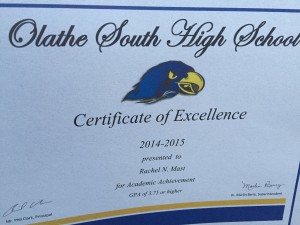 Olathe South High School
Certificate of Excellence
2014-2015
presented to
Rachel N. Mast
for Academic Achievement
GPA of 3.75 or higher